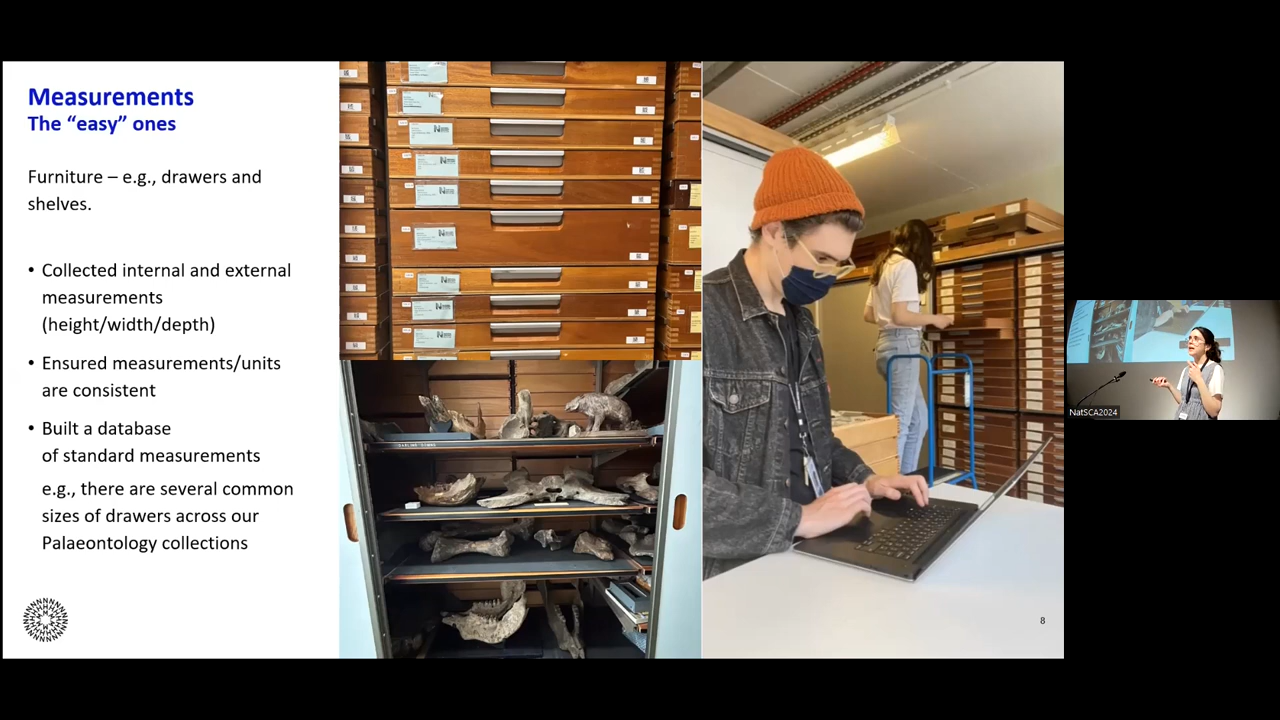 Measurements
The “easy” ones
Furniture – e.g., drawers and
shelves.
• Collected internal and external
measurements
(height/width/depth)
• Ensured measurements/units
are consistent
• Built a database
of standard measurements
e.g., there are several common
sizes of drawers across our
Palaeontology collections
8
NatSCA2024